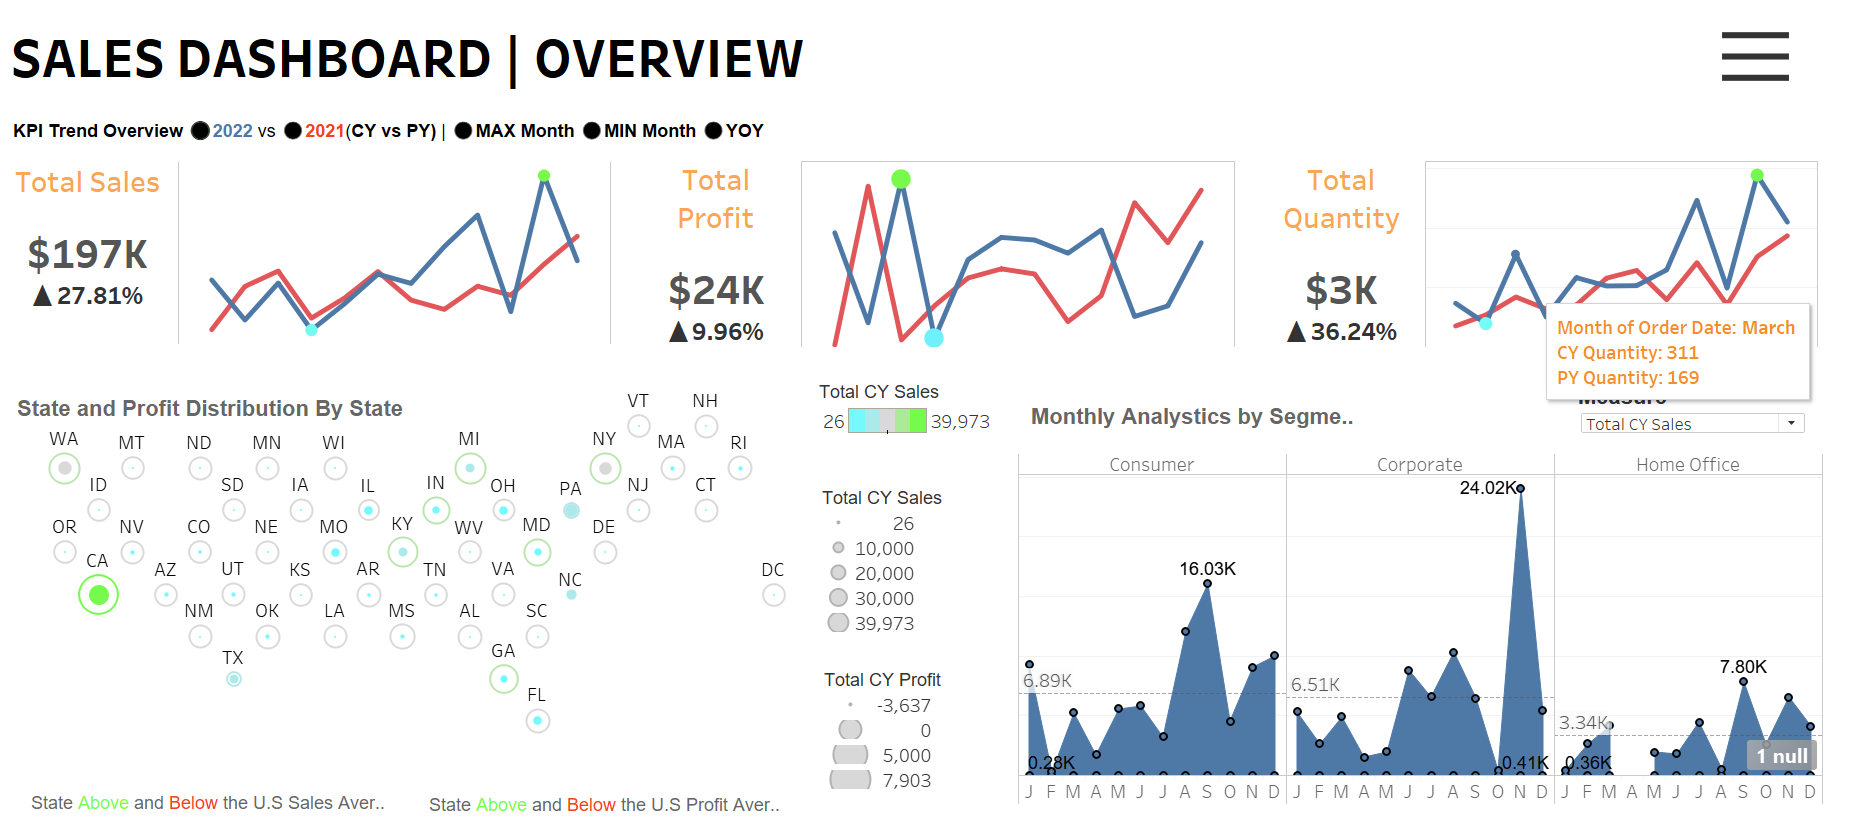 SALES DASHBOARD | OVERVIEW
KPI Trend Overview 2022 vs 2021(CY vs PY) | MAX Month MIN Month YOY
Total Sales
$197K
▲ 27.81%
Total
Profit
$24K
▲ 9.96%
Total
Quantity
$3K
▲ 36.24%
Month of Order Date: March
CY Quantity: 311
PY Quantity: 169
State and Profit Distribution By State
VT NH
WA MT ND MN WI MI NY MA RI
ID SD IA IL IN OH PA NJ CT
OR NV CO NE MO KY WV MD DE
CA AZ UT KS AR TN VA NC DC
NM OK LA MS AL SC
TX GA
FL
State Above and Below the U.S Sales Aver..
State Above and Below the U.S Profit Aver..
Total CY Sales
26 39,973
Total CY Sales
26
10,000
20,000
30,000
39,973
Total CY Profit
-3,637
0
5,000
7,903
Monthly Analystics by Segme..
Measure
Total CY Sales
Consumer Corporate Home Office
24.02K
16.03K
7.80K
6.89K
6.51K
3.34K
0.28K
0.41K
0.36K
1 null
J F M A M J J A S O N D J F M A M J J A S O N D J F M A M J J A S O N D